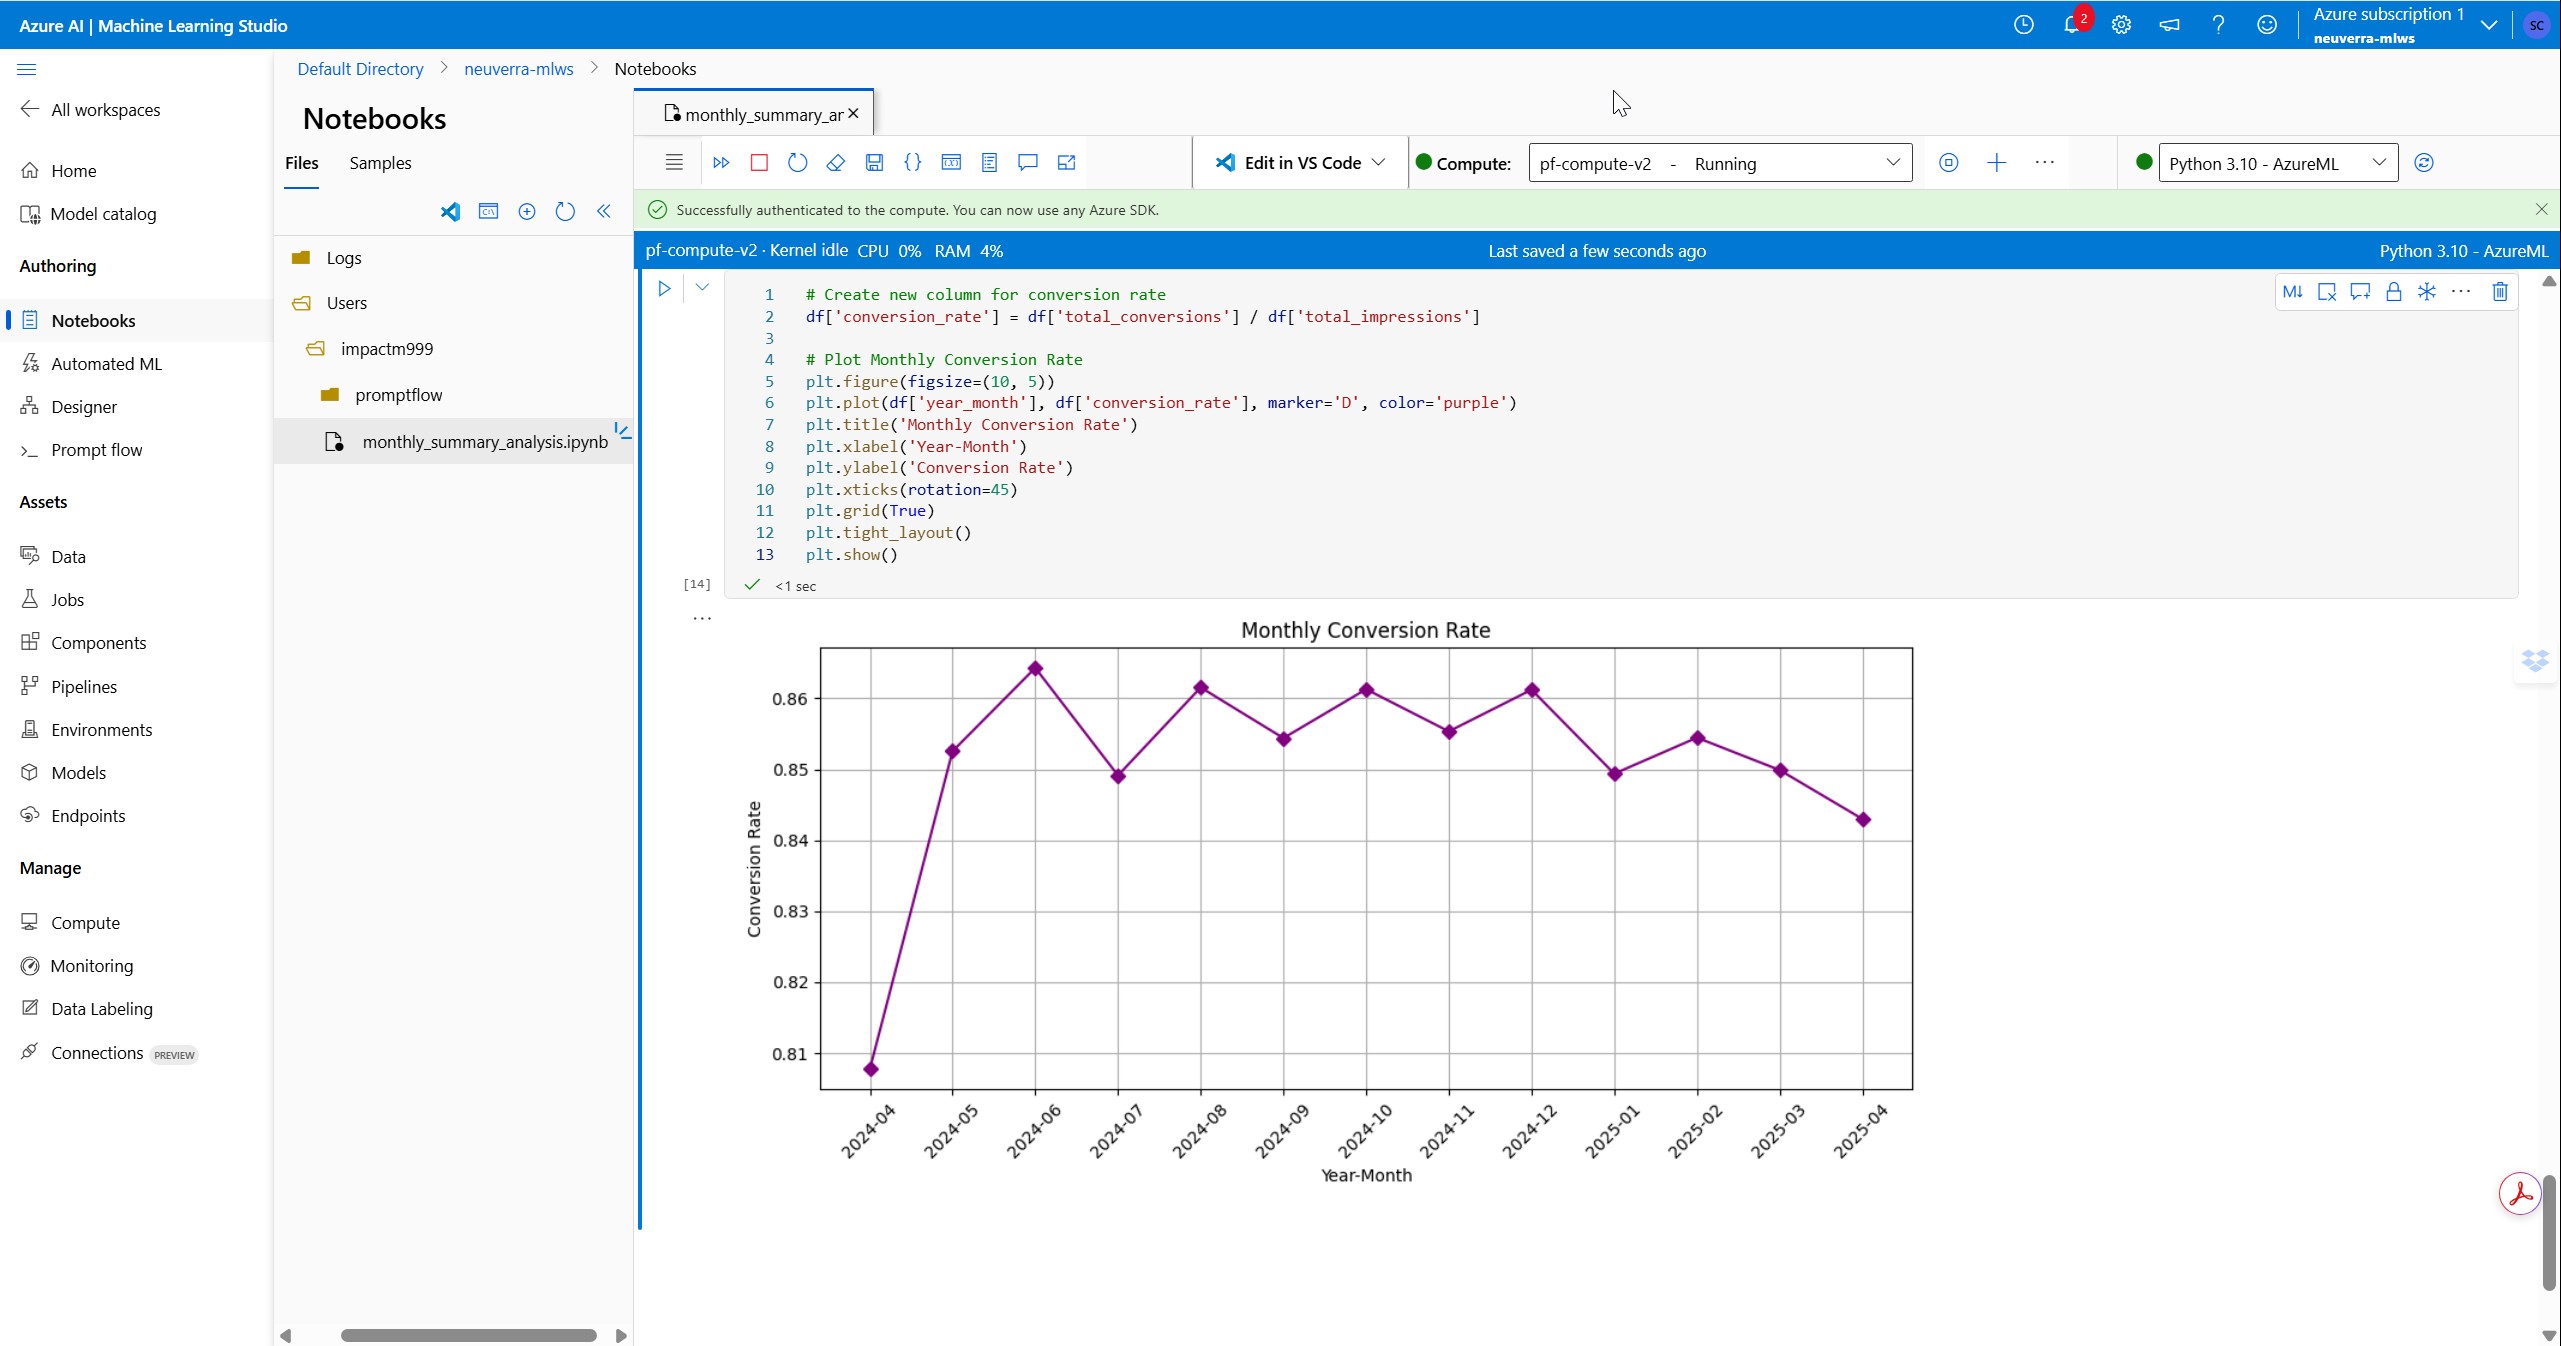 Azure AI | Machine Learning Studio
2
Azure subscription 1
neuverra-mlws
SC
All workspaces
Home
Model catalog
Authoring
Notebooks
Automated ML
Designer
Prompt flow
Assets
Data
Jobs
Components
Pipelines
Environments
Models
Endpoints
Manage
Compute
Monitoring
Data Labeling
Connections PREVIEW
Default Directory > neuverra-mlws > Notebooks
Notebooks
Files Samples
Logs
Users
impactm999
promptflow
monthly_summary_analysis.ipynb
monthly_summary_ar
Edit in VS Code
Compute: pf-compute-v2 - Running
Python 3.10 - AzureML
Successfully authenticated to the compute. You can now use any Azure SDK.
pf-compute-v2 · Kernel idle CPU 0% RAM 4%
Last saved a few seconds ago
Python 3.10 - AzureML
M↓
1 # Create new column for conversion rate
2 df['conversion_rate'] = df['total_conversions'] / df['total_impressions']
3
4 # Plot Monthly Conversion Rate
5 plt.figure(figsize=(10, 5))
6 plt.plot(df['year_month'], df['conversion_rate'], marker='D', color='purple')
7 plt.title('Monthly Conversion Rate')
8 plt.xlabel('Year-Month')
9 plt.ylabel('Conversion Rate')
10 plt.xticks(rotation=45)
11 plt.grid(True)
12 plt.tight_layout()
13 plt.show()
[14] <1 sec
Monthly Conversion Rate
0.86
0.85
0.84
0.83
0.82
0.81
Conversion Rate
2024-04 2024-05 2024-06 2024-07 2024-08 2024-09 2024-10 2024-11 2024-12 2025-01 2025-02 2025-03 2025-04
Year-Month